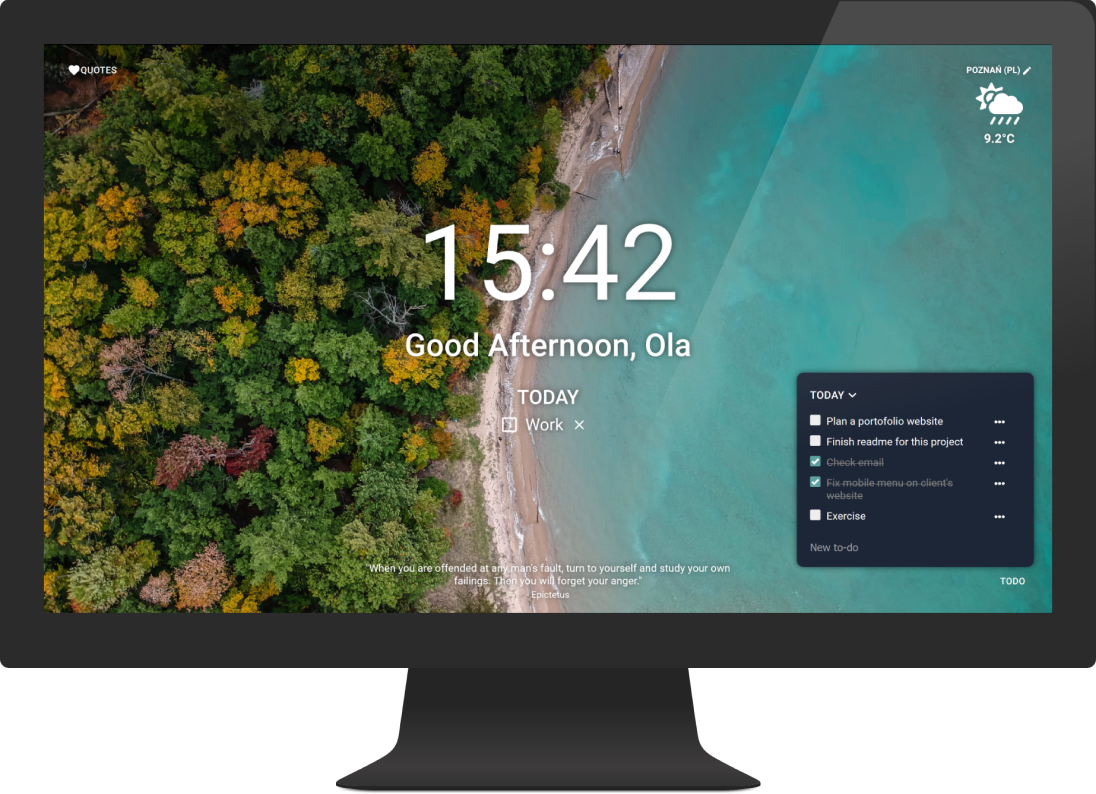 QUOTES
POZNAŃ (PL)
9.2°C
15:42
Good Afternoon, Ola
TODAY
Work
TODAY
Plan a portofolio website
Finish readme for this project
Check email
Fix mobile menu on client's
website
Exercise
New to-do
TODO
"When you are offended at any man's fault, turn to yourself and study your own
failings. Then you will forget your anger."
- Epictetus